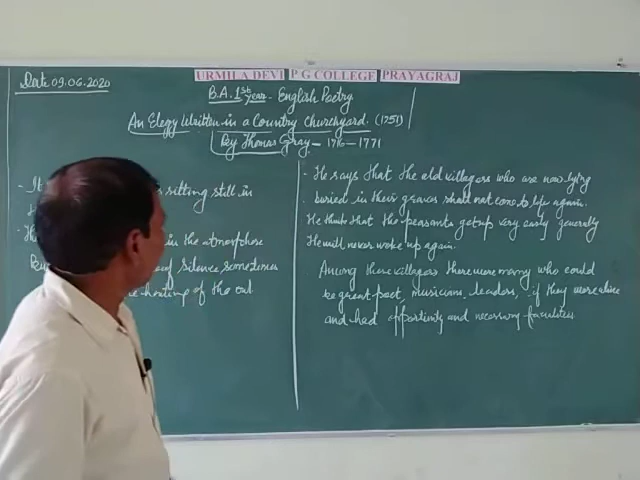 URMILA DEVI P G COLLEGE PRAYAGRAJ
Date 09.06.2020
B.A. 1st year - English Poetry
An Elegy Written in a Country Churchyard. (1751)
By Thomas Gray - 1716-1771
sitting still in
in the atmosphere
of silence sometimes
hooting of the
He says that the old villagers who are now lying
buried in their graves shall not come to life again.
He thinks that the peasants get up very early generally
He will never woke up again.
Among these villagers there were many who could
be great poet, musicians, leaders, if they were alive
and had opportunity and necessary faculties